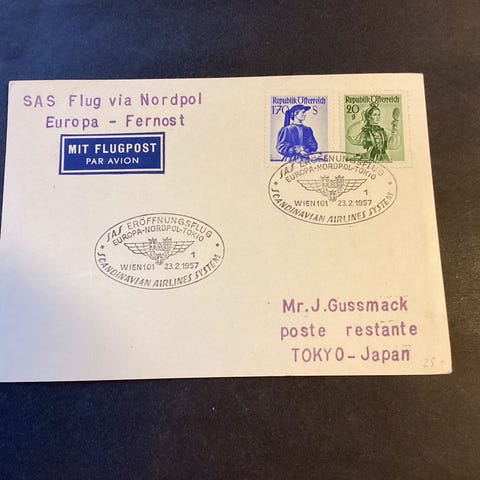 SAS Flug via Nordpol
Europa - Fernost
MIT FLUGPOST
PAR AVION
Republik Österreich
1'70 S
Republik Österreich
20 g
SAS ERÖFFNUNGSFLUG
EUROPA-NORDPOL-TOKIO
1
WIEN 101 23.2.1957
* SCANDINAVIAN AIRLINES SYSTEM *
SAS ERÖFFNUNGSFLUG
EUROPA-NORDPOL-TOKIO
1
WIEN 101 23.2.1957
* SCANDINAVIAN AIRLINES SYSTEM *
Mr.J.Gussmack
poste restante
TOKYO-Japan
25-